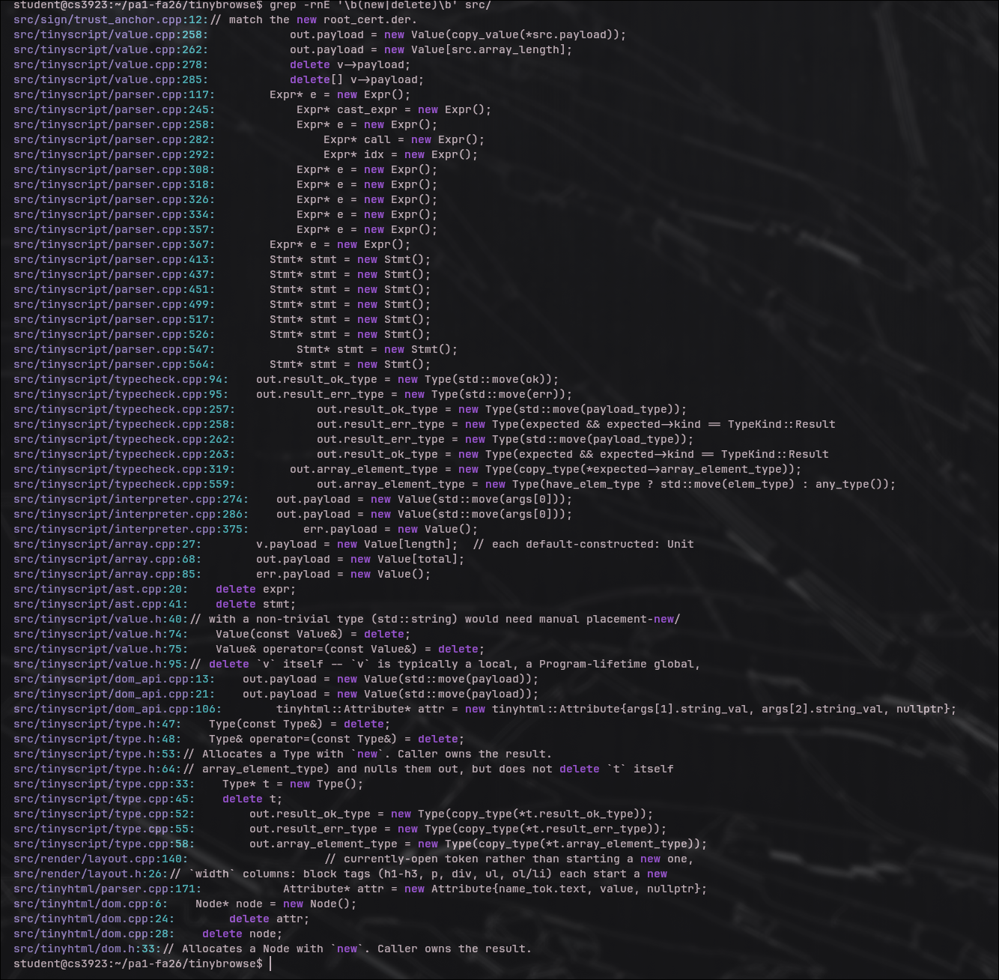 student@cs3923:~/pa1-fa26/tinybrowse$ grep -rnE '\b(new|delete)\b' src/
src/sign/trust_anchor.cpp:12:// match the new root_cert.der.
src/tinyscript/value.cpp:258:            out.payload = new Value(copy_value(*src.payload));
src/tinyscript/value.cpp:262:            out.payload = new Value[src.array_length];
src/tinyscript/value.cpp:278:            delete v->payload;
src/tinyscript/value.cpp:285:            delete[] v->payload;
src/tinyscript/parser.cpp:117:        Expr* e = new Expr();
src/tinyscript/parser.cpp:245:            Expr* cast_expr = new Expr();
src/tinyscript/parser.cpp:258:            Expr* e = new Expr();
src/tinyscript/parser.cpp:282:                Expr* call = new Expr();
src/tinyscript/parser.cpp:292:                Expr* idx = new Expr();
src/tinyscript/parser.cpp:308:            Expr* e = new Expr();
src/tinyscript/parser.cpp:318:            Expr* e = new Expr();
src/tinyscript/parser.cpp:326:            Expr* e = new Expr();
src/tinyscript/parser.cpp:334:            Expr* e = new Expr();
src/tinyscript/parser.cpp:357:            Expr* e = new Expr();
src/tinyscript/parser.cpp:367:        Expr* e = new Expr();
src/tinyscript/parser.cpp:413:        Stmt* stmt = new Stmt();
src/tinyscript/parser.cpp:437:        Stmt* stmt = new Stmt();
src/tinyscript/parser.cpp:451:        Stmt* stmt = new Stmt();
src/tinyscript/parser.cpp:499:        Stmt* stmt = new Stmt();
src/tinyscript/parser.cpp:517:        Stmt* stmt = new Stmt();
src/tinyscript/parser.cpp:526:        Stmt* stmt = new Stmt();
src/tinyscript/parser.cpp:547:            Stmt* stmt = new Stmt();
src/tinyscript/parser.cpp:564:        Stmt* stmt = new Stmt();
src/tinyscript/typecheck.cpp:94:    out.result_ok_type = new Type(std::move(ok));
src/tinyscript/typecheck.cpp:95:    out.result_err_type = new Type(std::move(err));
src/tinyscript/typecheck.cpp:257:            out.result_ok_type = new Type(std::move(payload_type));
src/tinyscript/typecheck.cpp:258:            out.result_err_type = new Type(expected && expected->kind == TypeKind::Result
src/tinyscript/typecheck.cpp:262:            out.result_err_type = new Type(std::move(payload_type));
src/tinyscript/typecheck.cpp:263:            out.result_ok_type = new Type(expected && expected->kind == TypeKind::Result
src/tinyscript/typecheck.cpp:319:        out.array_element_type = new Type(copy_type(*expected->array_element_type));
src/tinyscript/typecheck.cpp:559:            out.array_element_type = new Type(have_elem_type ? std::move(elem_type) : any_type());
src/tinyscript/interpreter.cpp:274:    out.payload = new Value(std::move(args[0]));
src/tinyscript/interpreter.cpp:286:    out.payload = new Value(std::move(args[0]));
src/tinyscript/interpreter.cpp:375:        err.payload = new Value();
src/tinyscript/array.cpp:27:        v.payload = new Value[length];  // each default-constructed: Unit
src/tinyscript/array.cpp:68:        out.payload = new Value[total];
src/tinyscript/array.cpp:85:        err.payload = new Value();
src/tinyscript/ast.cpp:20:    delete expr;
src/tinyscript/ast.cpp:41:    delete stmt;
src/tinyscript/value.h:40:// with a non-trivial type (std::string) would need manual placement-new/
src/tinyscript/value.h:74:    Value(const Value&) = delete;
src/tinyscript/value.h:75:    Value& operator=(const Value&) = delete;
src/tinyscript/value.h:95:// delete `v` itself -- `v` is typically a local, a Program-lifetime global,
src/tinyscript/dom_api.cpp:13:    out.payload = new Value(std::move(payload));
src/tinyscript/dom_api.cpp:21:    out.payload = new Value(std::move(payload));
src/tinyscript/dom_api.cpp:106:        tinyhtml::Attribute* attr = new tinyhtml::Attribute{args[1].string_val, args[2].string_val, nullptr};
src/tinyscript/type.h:47:    Type(const Type&) = delete;
src/tinyscript/type.h:48:    Type& operator=(const Type&) = delete;
src/tinyscript/type.h:53:// Allocates a Type with `new`. Caller owns the result.
src/tinyscript/type.h:64:// array_element_type) and nulls them out, but does not delete `t` itself
src/tinyscript/type.cpp:33:    Type* t = new Type();
src/tinyscript/type.cpp:45:    delete t;
src/tinyscript/type.cpp:52:        out.result_ok_type = new Type(copy_type(*t.result_ok_type));
src/tinyscript/type.cpp:55:        out.result_err_type = new Type(copy_type(*t.result_err_type));
src/tinyscript/type.cpp:58:        out.array_element_type = new Type(copy_type(*t.array_element_type));
src/render/layout.cpp:140:                    // currently-open token rather than starting a new one,
src/render/layout.h:26:// `width` columns: block tags (h1-h3, p, div, ul, ol/li) each start a new
src/tinyhtml/parser.cpp:171:            Attribute* attr = new Attribute{name_tok.text, value, nullptr};
src/tinyhtml/dom.cpp:6:    Node* node = new Node();
src/tinyhtml/dom.cpp:24:        delete attr;
src/tinyhtml/dom.cpp:28:    delete node;
src/tinyhtml/dom.h:33:// Allocates a Node with `new`. Caller owns the result.
student@cs3923:~/pa1-fa26/tinybrowse$